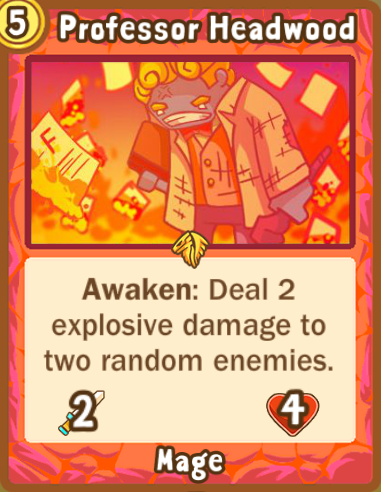 5
Professor Headwood
F
Awaken: Deal 2
explosive damage to
two random enemies.
2
4
Mage